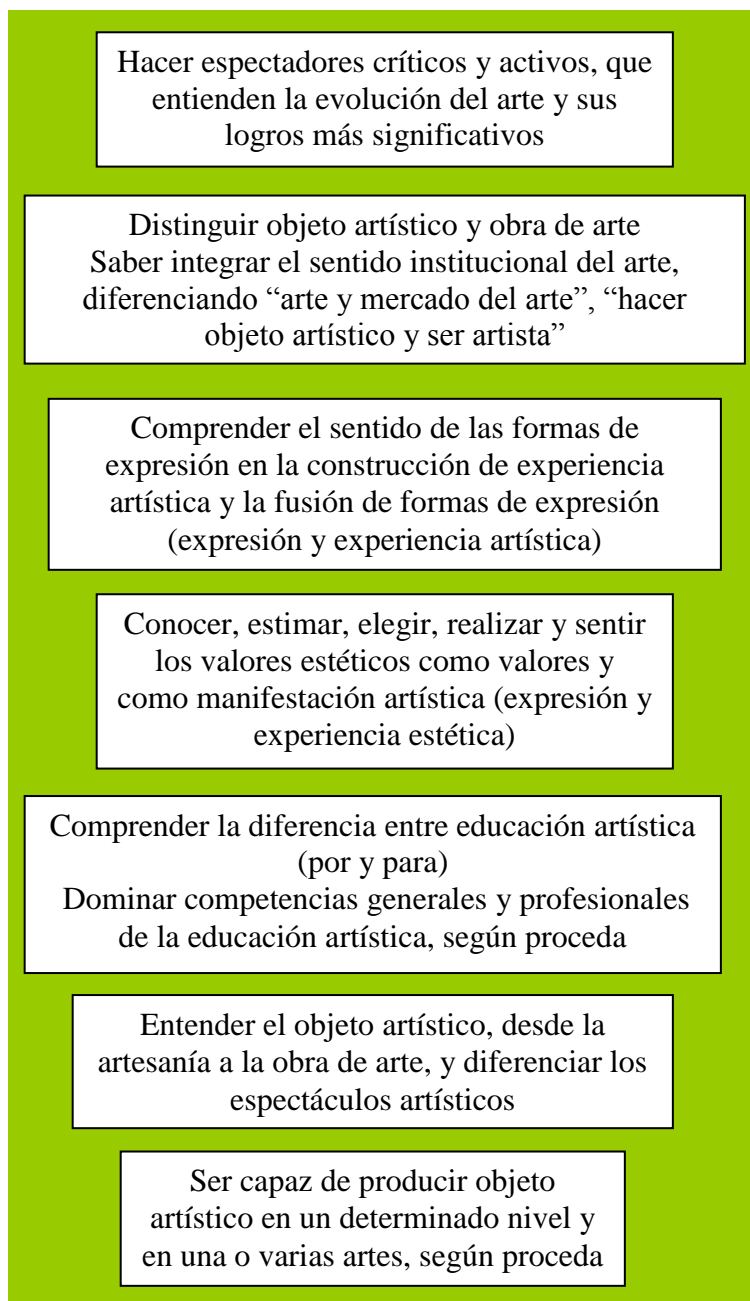 Hacer espectadores críticos y activos, que
entienden la evolución del arte y sus
logros más significativos
Distinguir objeto artístico y obra de arte
Saber integrar el sentido institucional del arte,
diferenciando “arte y mercado del arte”, “hacer
objeto artístico y ser artista”
Comprender el sentido de las formas de
expresión en la construcción de experiencia
artística y la fusión de formas de expresión
(expresión y experiencia artística)
Conocer, estimar, elegir, realizar y sentir
los valores estéticos como valores y
como manifestación artística (expresión y
experiencia estética)
Comprender la diferencia entre educación artística
(por y para)
Dominar competencias generales y profesionales
de la educación artística, según proceda
Entender el objeto artístico, desde la
artesanía a la obra de arte, y diferenciar los
espectáculos artísticos
Ser capaz de producir objeto
artístico en un determinado nivel y
en una o varias artes, según proceda